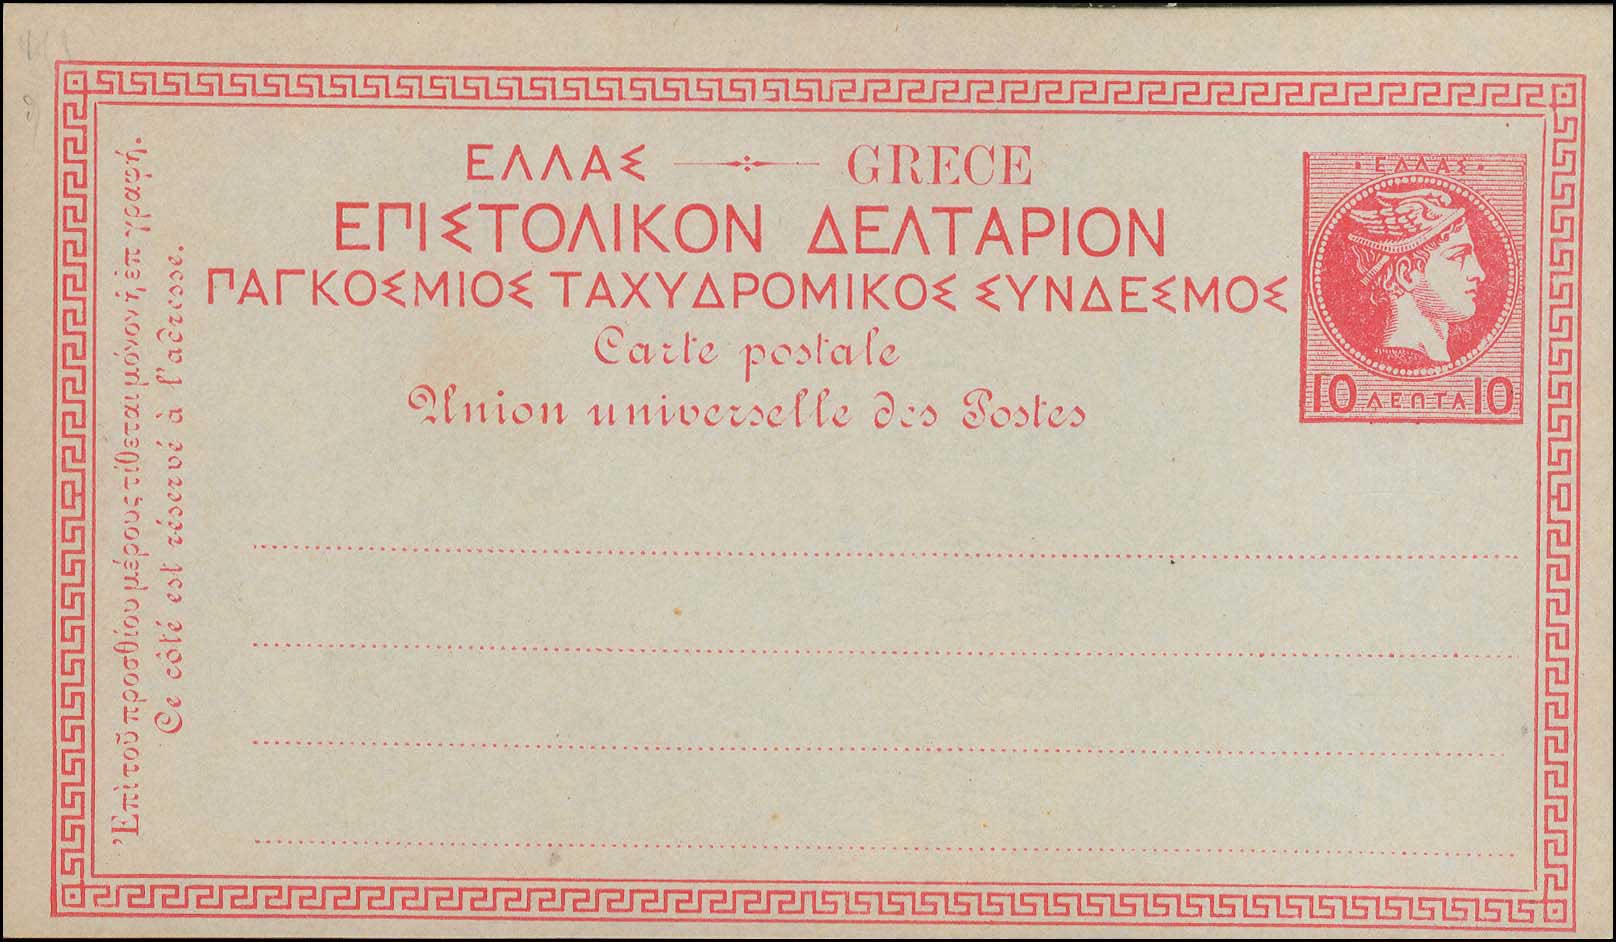 ΕΛΛΑΣ GRECE
ΕΠΙΣΤΟΛΙΚΟΝ ΔΕΛΤΑΡΙΟΝ
ΠΑΓΚΟΣΜΙΟΣ ΤΑΧΥΔΡΟΜΙΚΟΣ ΣΥΝΔΕΣΜΟΣ
Carte postale
Union universelle des Postes
· ΕΛΛΑΣ ·
10 ΛΕΠΤΑ 10
Ἐπὶ τοῦ προσθίου μέρους τίθεται μόνον ἡ ἐπιγραφή.
Ce côté est réservé à l'adresse.